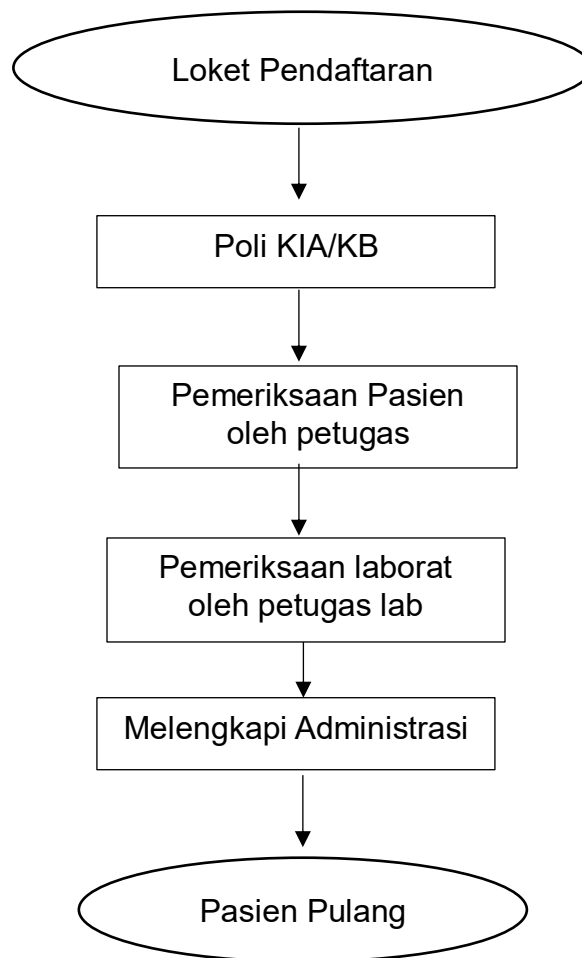 Loket Pendaftaran
Poli KIA/KB
Pemeriksaan Pasien
oleh petugas
Pemeriksaan laborat
oleh petugas lab
Melengkapi Administrasi
Pasien Pulang